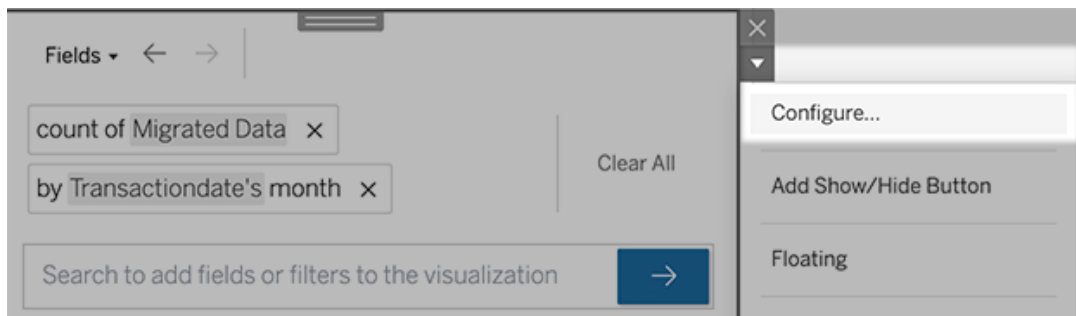 Fields
count of Migrated Data
by Transactiondate's month
Clear All
Search to add fields or filters to the visualization
Configure...
Add Show/Hide Button
Floating